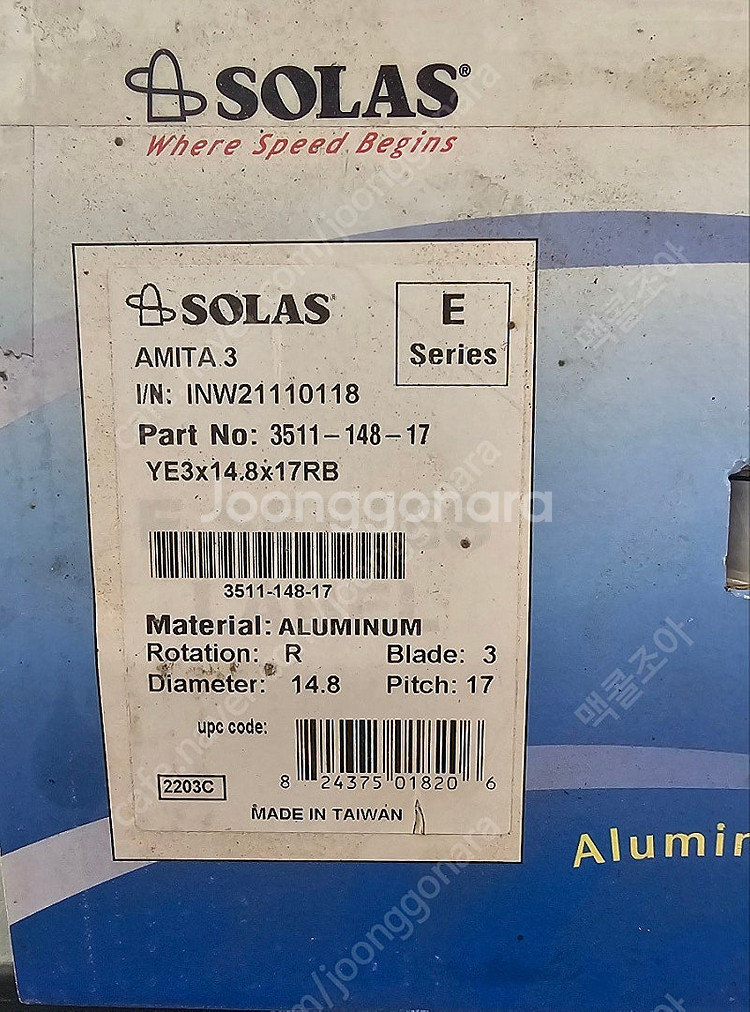 SOLAS®
Where Speed Begins
SOLAS
E
Series
AMITA 3
I/N: INW21110118
Part No: 3511-148-17
YE3x14.8x17RB
Joonggonara
3511-148-17
Material: ALUMINUM
Rotation: R Blade: 3
Diameter: 14.8 Pitch: 17
upc code:
8 24375 01820 6
2203C
MADE IN TAIWAN
Alumin
맥콜조아
맥콜조아